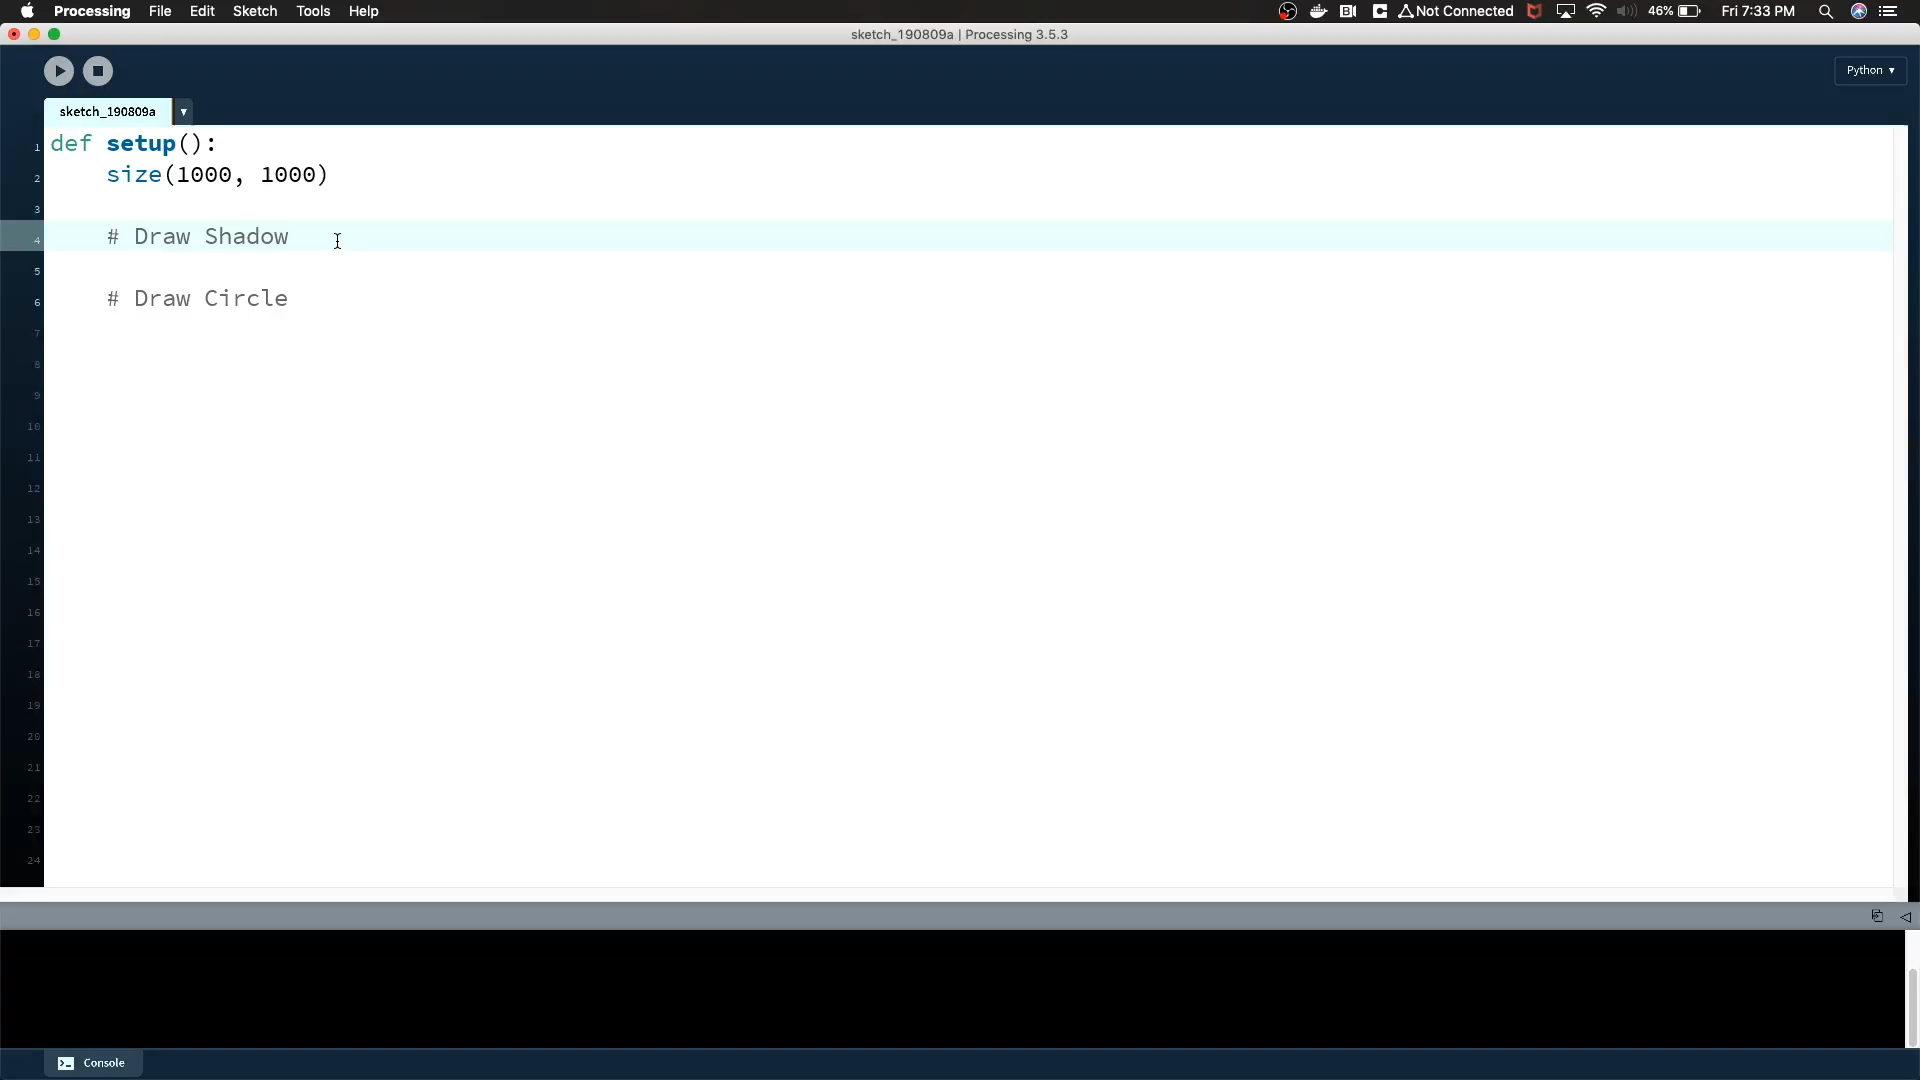 Processing File Edit Sketch Tools Help Not Connected 46% Fri 7:33 PM
sketch_190809a | Processing 3.5.3
Python ▾
sketch_190809a ▾
1 def setup():
2 size(1000, 1000)
3
4 # Draw Shadow
5
6 # Draw Circle
7
8
9
10
11
12
13
14
15
16
17
18
19
20
21
22
23
24
Console